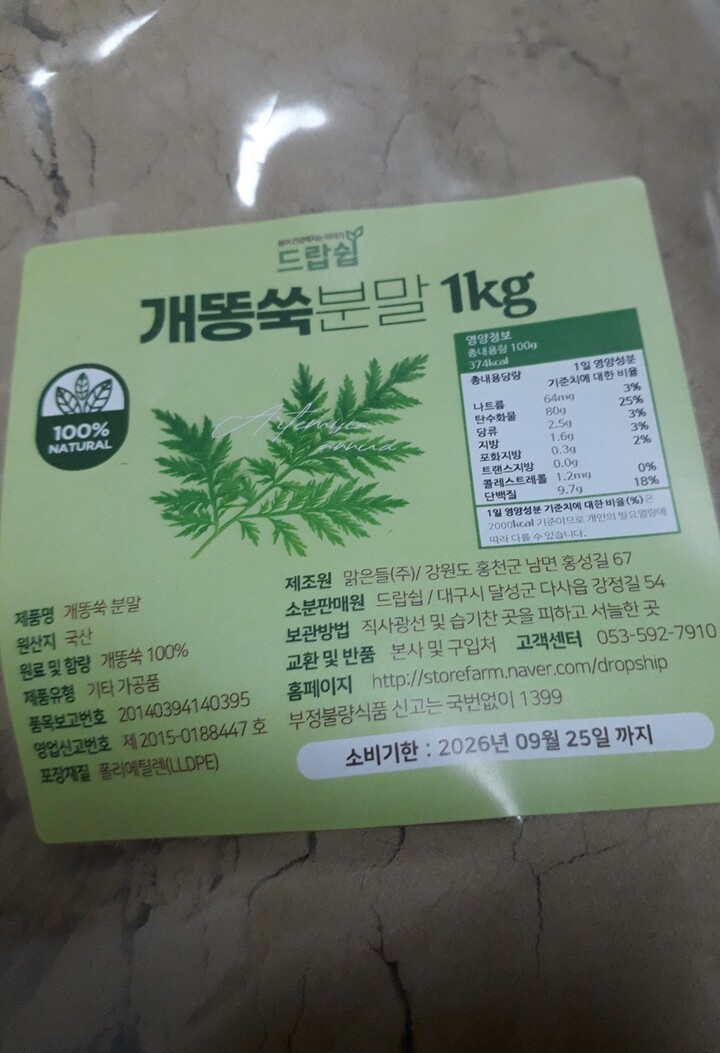 몸이 건강해지는 이야기
드랍쉽
개똥쑥분말 1kg
100%
NATURAL
annua
영양정보
총내용량 100g
374kcal
총내용당량 1일 영양성분
기준치에 대한 비율
나트륨 64mg 3%
탄수화물 80g 25%
당류 2.5g 3%
지방 1.6g 3%
포화지방 0.3g 2%
트랜스지방 0.0g
콜레스트레롤 1.2mg 0%
단백질 9.7g 18%
1일 영양성분 기준치에 대한 비율(%)은
2000kcal 기준이므로 개인의 필요열량에
따라 다를 수 있습니다.
제품명 개똥쑥 분말
원산지 국산
원료 및 함량 개똥쑥 100%
제품유형 기타 가공품
품목보고번호 20140394140395
영업신고번호 제 2015-0188447 호
포장재질 폴리에틸렌(LLDPE)
제조원 맑은들(주)/ 강원도 홍천군 남면 홍성길 67
소분판매원 드랍쉽 / 대구시 달성군 다사읍 강정길 54
보관방법 직사광선 및 습기찬 곳을 피하고 서늘한 곳
교환 및 반품 본사 및 구입처 고객센터 053-592-7910
홈페이지 http://storefarm.naver.com/dropship
부정불량식품 신고는 국번없이 1399
소비기한 : 2026년 09월 25일 까지